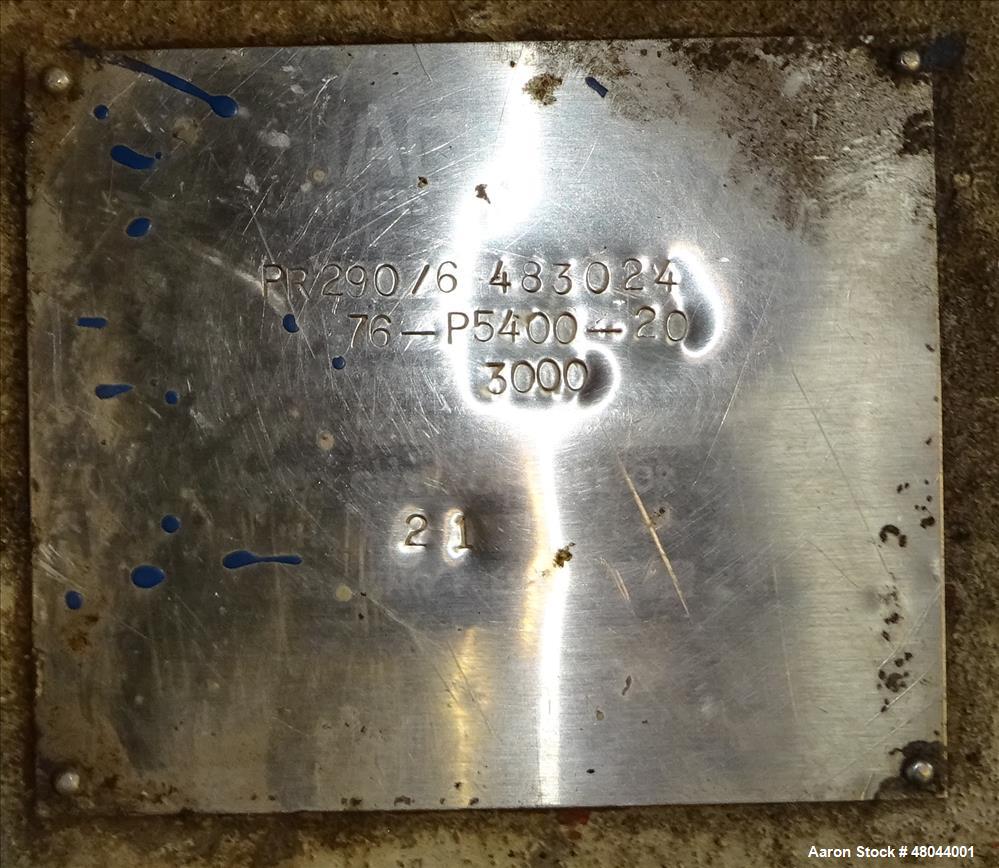 PR290/6 483024
76-P5400-20
3000
21
Aaron Stock # 48044001